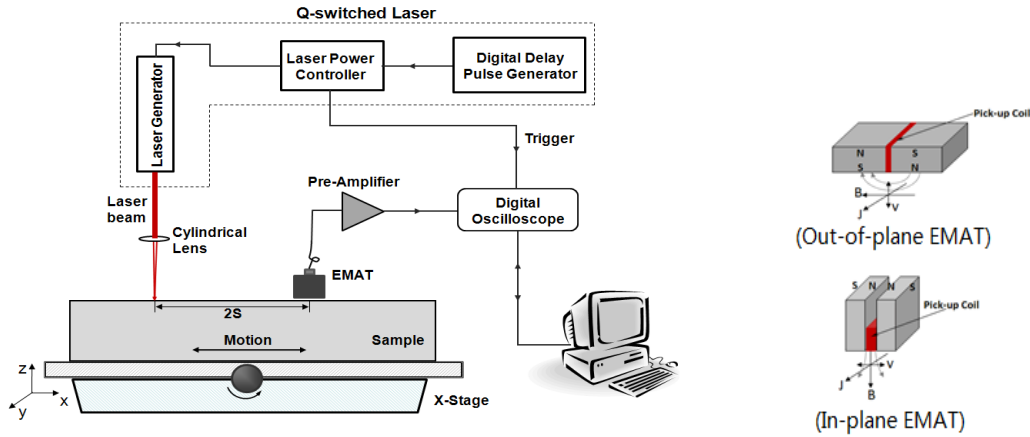 Q-switched Laser
Laser Generator
Laser Power
Controller
Digital Delay
Pulse Generator
Trigger
Laser
beam
Cylindrical
Lens
Pre-Amplifier
Digital
Oscilloscope
EMAT
2S
Motion
Sample
X-Stage
z
x
y
Pick-up Coil
N
S
S
N
B
V
J
(Out-of-plane EMAT)
S N N S
Pick-up Coil
V
J
B
(In-plane EMAT)